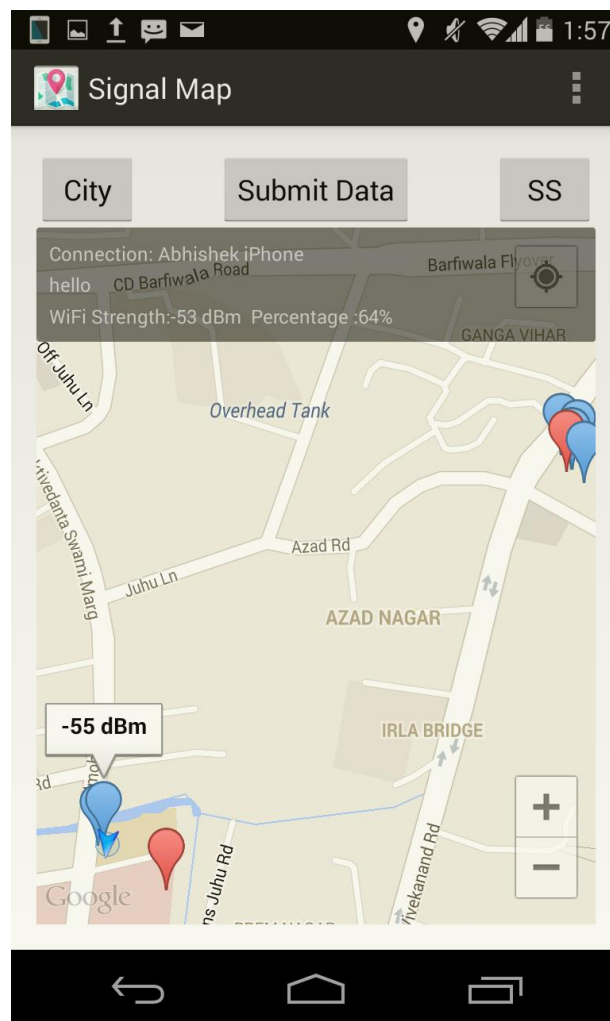 1:57
Signal Map
City Submit Data SS
Connection: Abhishek iPhone
hello
WiFi Strength:-53 dBm Percentage :64%
CD Barfiwala Road
Barfiwala Flyover
GANGA VIHAR
Off Juhu Ln
Overhead Tank
Swami Marg
Azad Rd
Juhu Ln
AZAD NAGAR
-55 dBm
IRLA BRIDGE
Rd
+
Juhu Rd
Rd
−
Google